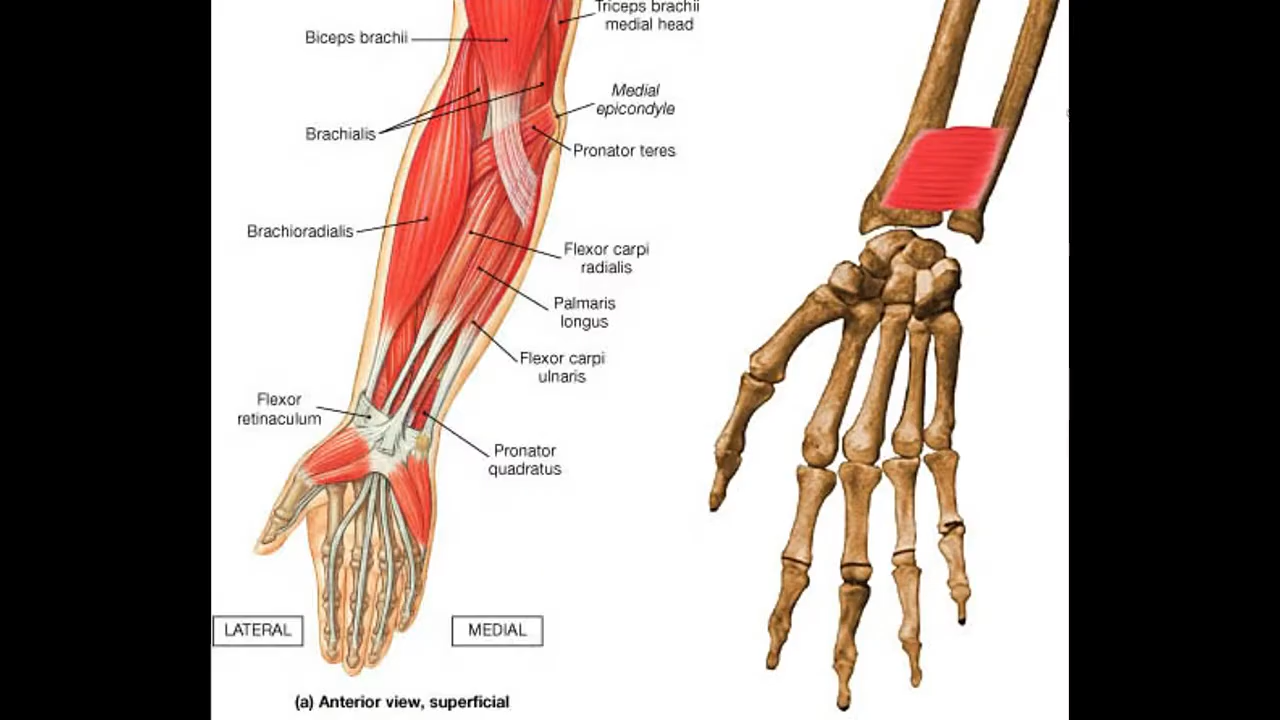 Triceps brachii
medial head
Biceps brachii
Medial
epicondyle
Brachialis
Pronator teres
Brachioradialis
Flexor carpi
radialis
Palmaris
longus
Flexor carpi
ulnaris
Flexor
retinaculum
Pronator
quadratus
LATERAL
MEDIAL
(a) Anterior view, superficial